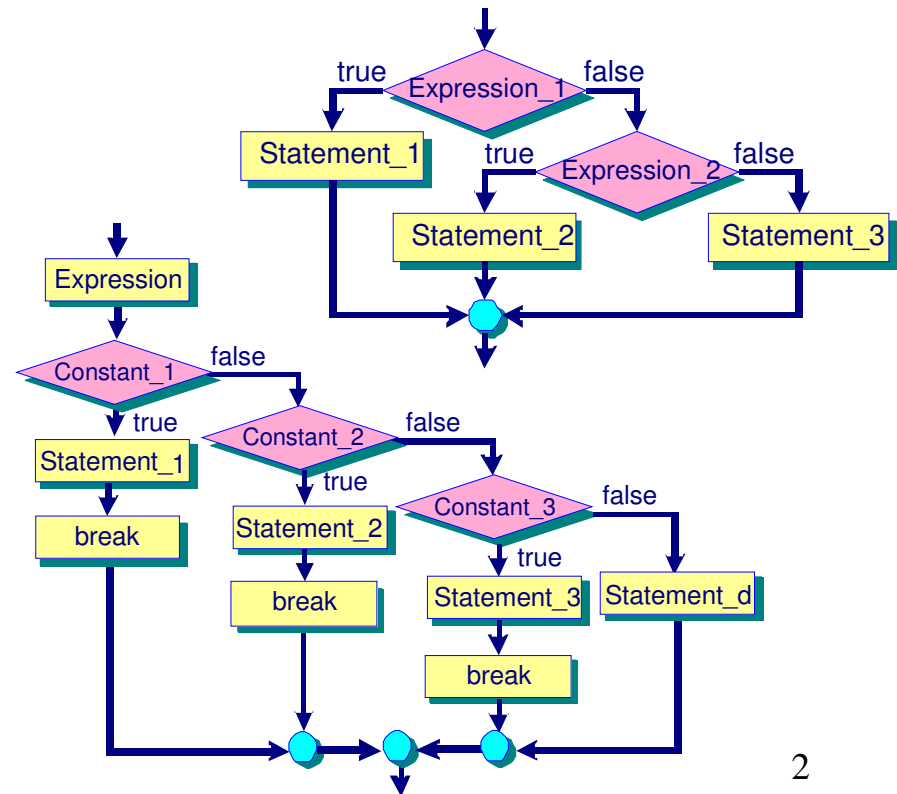 true
Expression_1
false
Statement_1
true
Expression_2
false
Statement_2
Statement_3
Expression
Constant_1
false
true
Statement_1
break
Constant_2
false
true
Statement_2
break
Constant_3
false
true
Statement_3
break
Statement_d
2